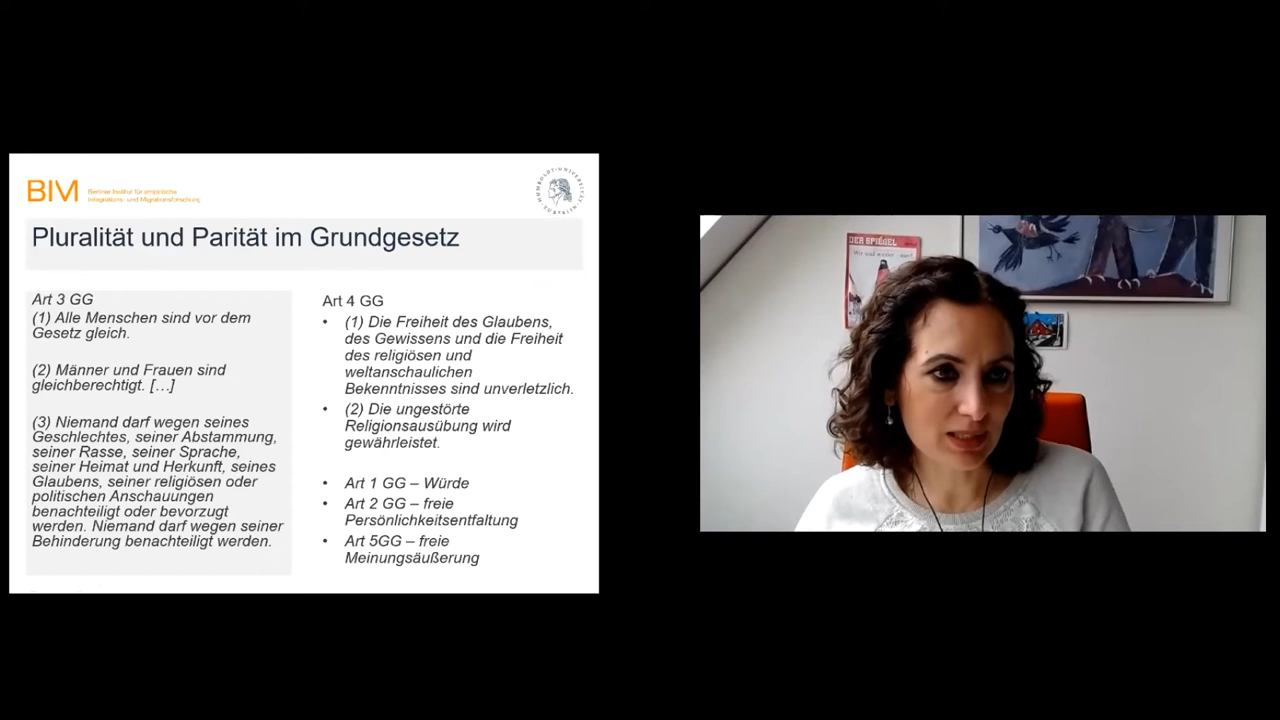 BIM
Berliner Institut für empirische
Integrations- und Migrationsforschung
HUMBOLDT-UNIVERSITÄT
Pluralität und Parität im Grundgesetz
Art 3 GG
(1) Alle Menschen sind vor dem
Gesetz gleich.
(2) Männer und Frauen sind
gleichberechtigt. […]
(3) Niemand darf wegen seines
Geschlechtes, seiner Abstammung,
seiner Rasse, seiner Sprache,
seiner Heimat und Herkunft, seines
Glaubens, seiner religiösen oder
politischen Anschauungen
benachteiligt oder bevorzugt
werden. Niemand darf wegen seiner
Behinderung benachteiligt werden.
Art 4 GG
• (1) Die Freiheit des Glaubens,
des Gewissens und die Freiheit
des religiösen und
weltanschaulichen
Bekenntnisses sind unverletzlich.
• (2) Die ungestörte
Religionsausübung wird
gewährleistet.
• Art 1 GG – Würde
• Art 2 GG – freie
Persönlichkeitsentfaltung
• Art 5GG – freie
Meinungsäußerung
DER SPIEGEL
Wir sind wieder